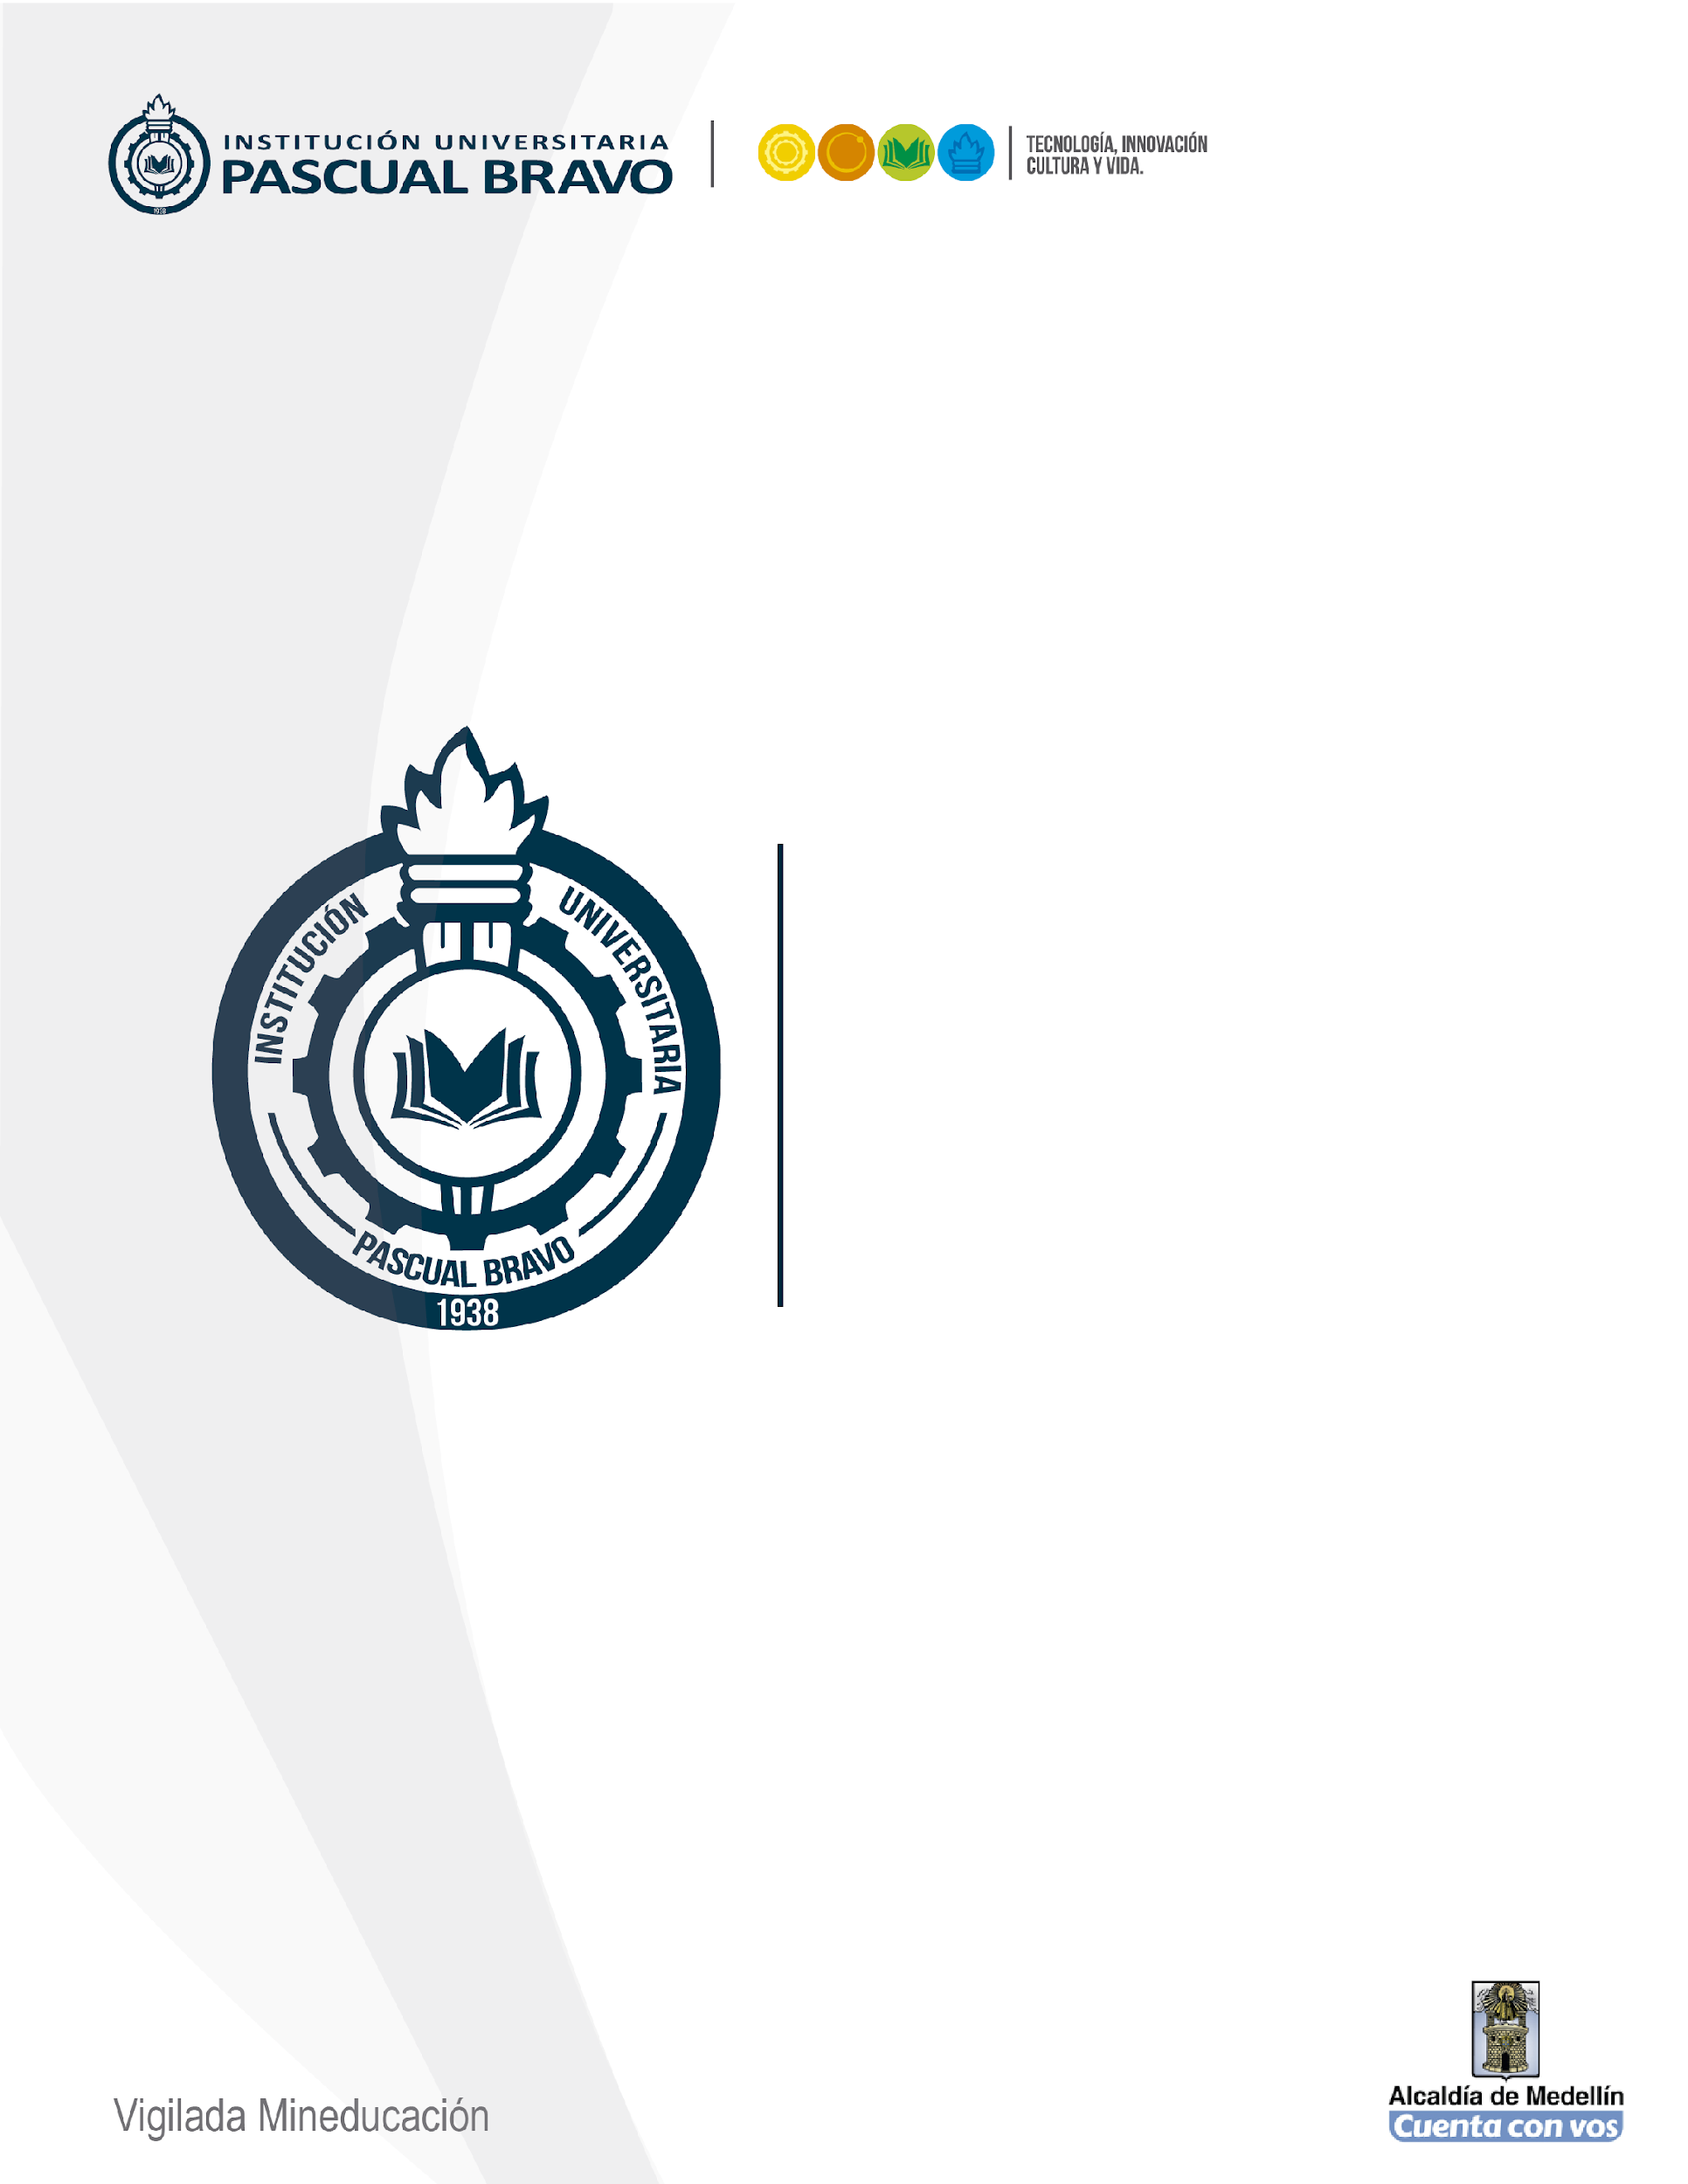 INSTITUCIÓN UNIVERSITARIA
PASCUAL BRAVO
1938
TECNOLOGÍA, INNOVACIÓN
CULTURA Y VIDA.
INSTITUCIÓN
UNIVERSITARIA
PASCUAL BRAVO
1938
Vigilada Mineducación
Alcaldía de Medellín
Cuenta con vos